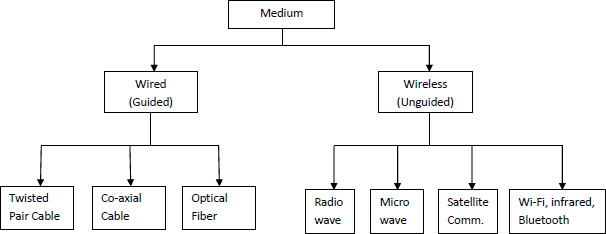 Medium
Wired
(Guided)
Wireless
(Unguided)
Twisted
Pair Cable
Co-axial
Cable
Optical
Fiber
Radio
wave
Micro
wave
Satellite
Comm.
Wi-Fi, infrared,
Bluetooth